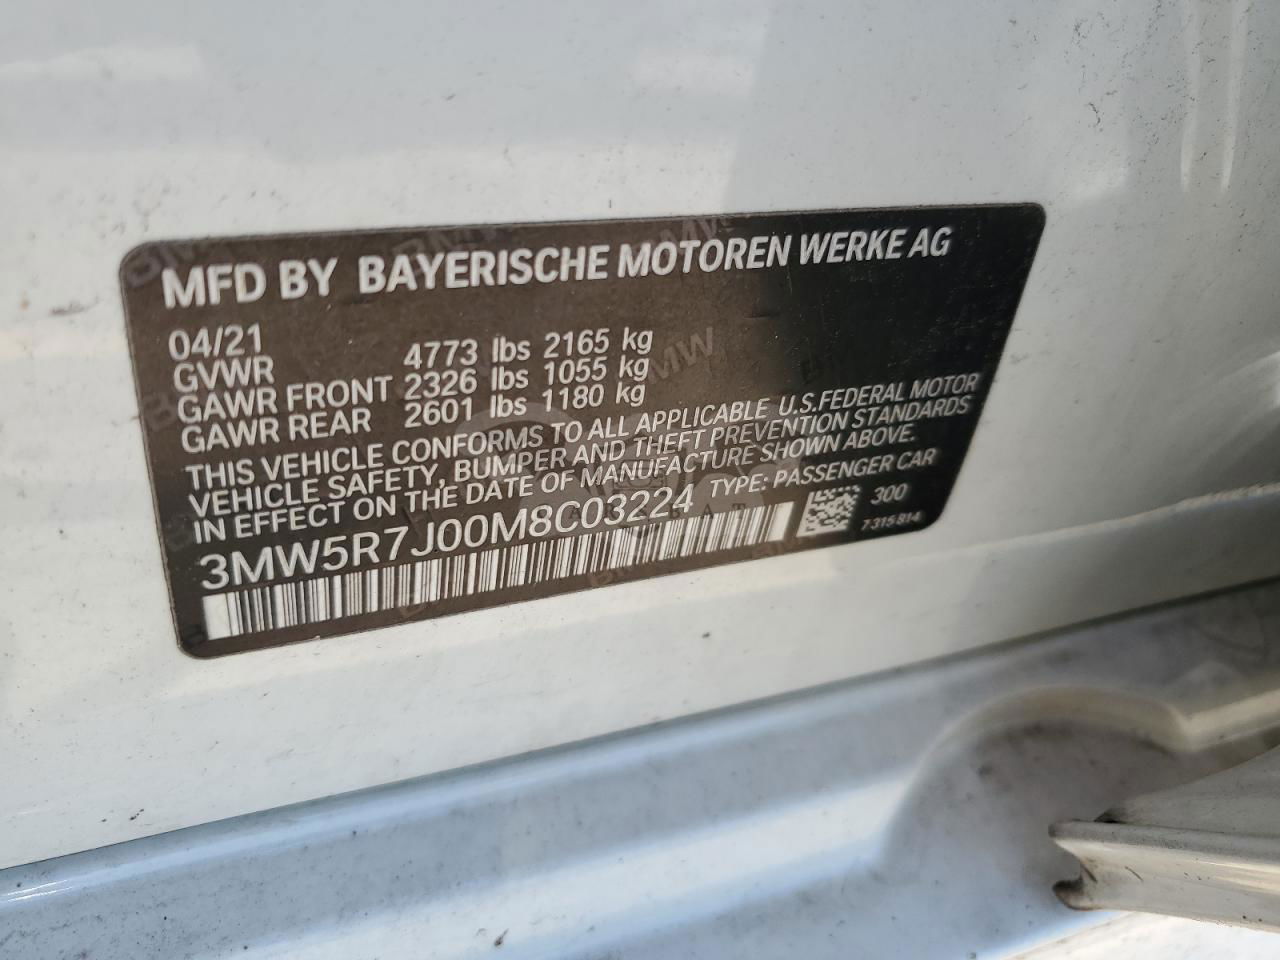 MFD BY BAYERISCHE MOTOREN WERKE AG
04/21
GVWR 4773 lbs 2165 kg
GAWR FRONT 2326 lbs 1055 kg
GAWR REAR 2601 lbs 1180 kg
THIS VEHICLE CONFORMS TO ALL APPLICABLE U.S.FEDERAL MOTOR
VEHICLE SAFETY, BUMPER AND THEFT PREVENTION STANDARDS
IN EFFECT ON THE DATE OF MANUFACTURE SHOWN ABOVE.
3MW5R7J00M8C03224 TYPE: PASSENGER CAR
300
7315814